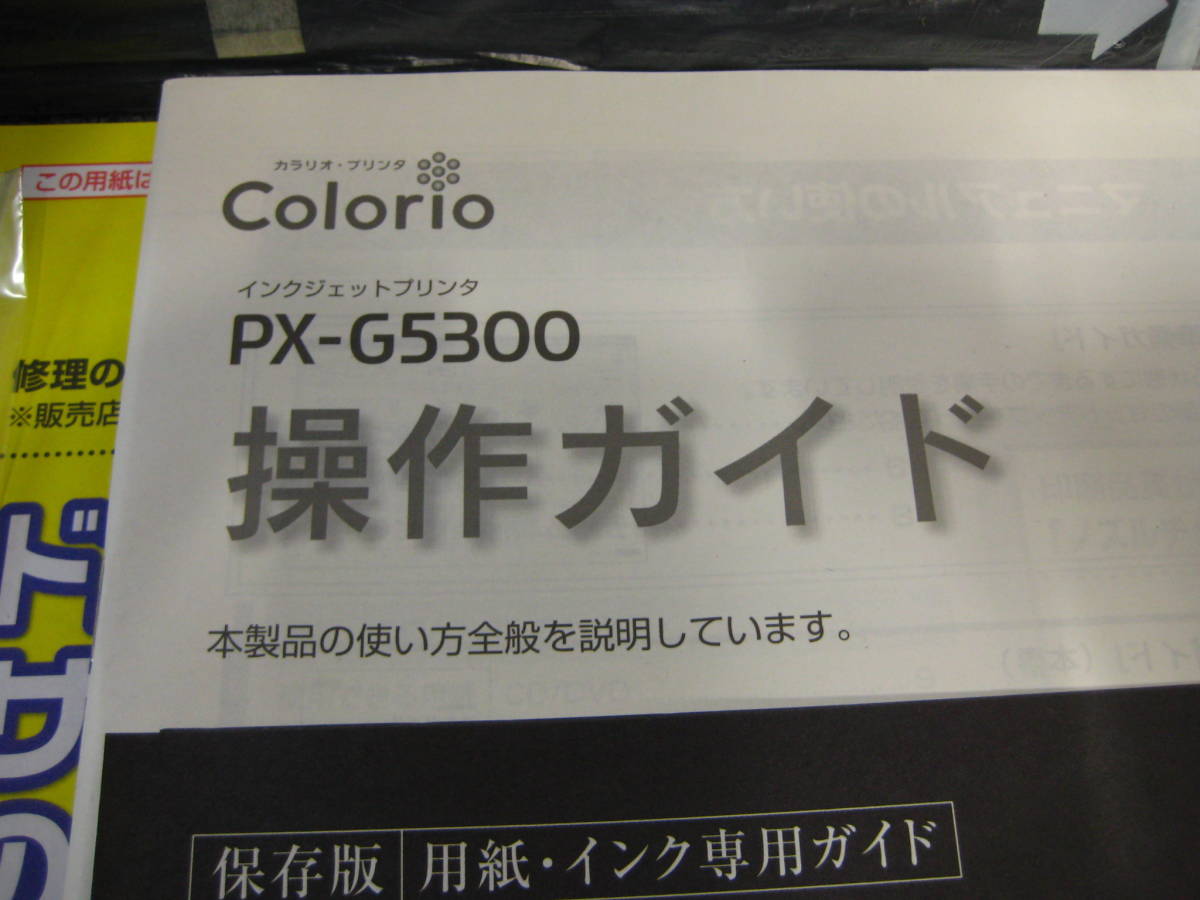 カラリオ・プリンタ
Colorio
インクジェットプリンタ
PX-G5300
操作ガイド
本製品の使い方全般を説明しています。
保存版
用紙・インク専用ガイド
この用紙は
修理の
※販売店